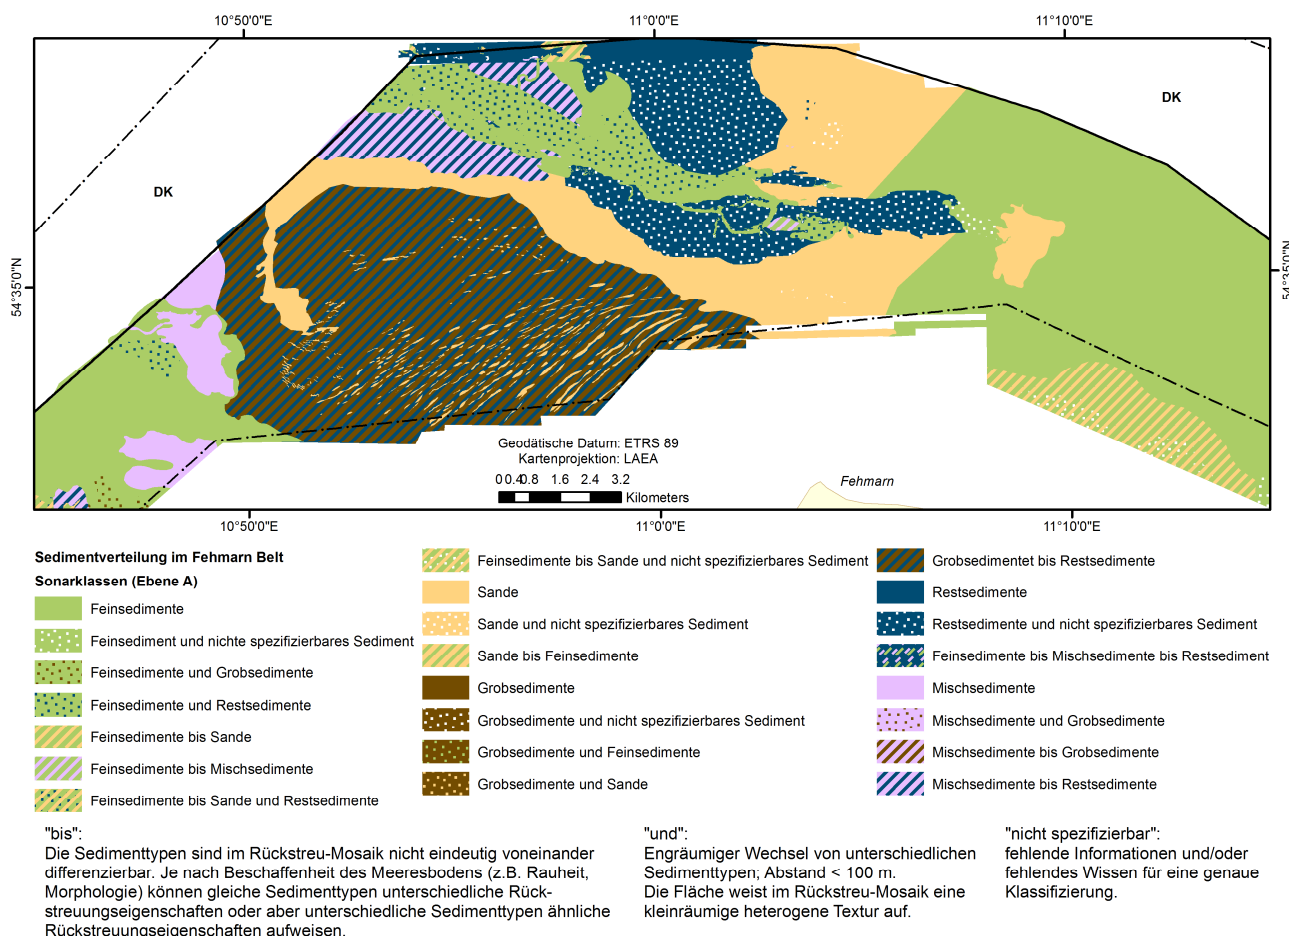 10°50'0"E
11°0'0"E
11°10'0"E
DK
DK
54°35'0"N
54°35'0"N
Geodätische Datum: ETRS 89
Kartenprojektion: LAEA
0 0.4 0.8 1.6 2.4 3.2
Kilometers
Fehmarn
10°50'0"E
11°0'0"E
11°10'0"E
Sedimentverteilung im Fehmarn Belt
Sonarklassen (Ebene A)
Feinsedimente
Feinsediment und nichte spezifizierbares Sediment
Feinsedimente und Grobsedimente
Feinsedimente und Restsedimente
Feinsedimente bis Sande
Feinsedimente bis Mischsedimente
Feinsedimente bis Sande und Restsedimente
Feinsedimente bis Sande und nicht spezifizierbares Sediment
Sande
Sande und nicht spezifizierbares Sediment
Sande bis Feinsedimente
Grobsedimente
Grobsedimente und nicht spezifizierbares Sediment
Grobsedimente und Feinsedimente
Grobsedimente und Sande
Grobsedimentet bis Restsedimente
Restsedimente
Restsedimente und nicht spezifizierbares Sediment
Feinsedimente bis Mischsedimente bis Restsediment
Mischsedimente
Mischsedimente und Grobsedimente
Mischsedimente bis Grobsedimente
Mischsedimente bis Restsedimente
"bis":
Die Sedimenttypen sind im Rückstreu-Mosaik nicht eindeutig voneinander
differenzierbar. Je nach Beschaffenheit des Meeresbodens (z.B. Rauheit,
Morphologie) können gleiche Sedimenttypen unterschiedliche Rück-
streuungseigenschaften oder aber unterschiedliche Sedimenttypen ähnliche
Rückstreuungseigenschaften aufweisen.
"und":
Engräumiger Wechsel von unterschiedlichen
Sedimenttypen; Abstand < 100 m.
Die Fläche weist im Rückstreu-Mosaik eine
kleinräumige heterogene Textur auf.
"nicht spezifizierbar":
fehlende Informationen und/oder
fehlendes Wissen für eine genaue
Klassifizierung.